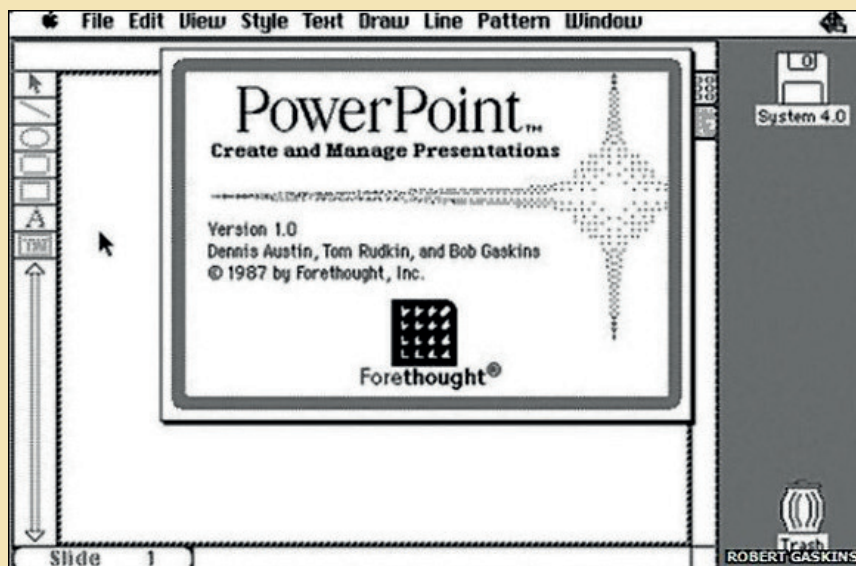 File Edit View Style Text Draw Line Pattern Window
PowerPoint™
Create and Manage Presentations
Version 1.0
Dennis Austin, Tom Rudkin, and Bob Gaskins
© 1987 by Forethought, Inc.
Forethought®
System 4.0
A
Slide 1
Trash
ROBERT GASKINS